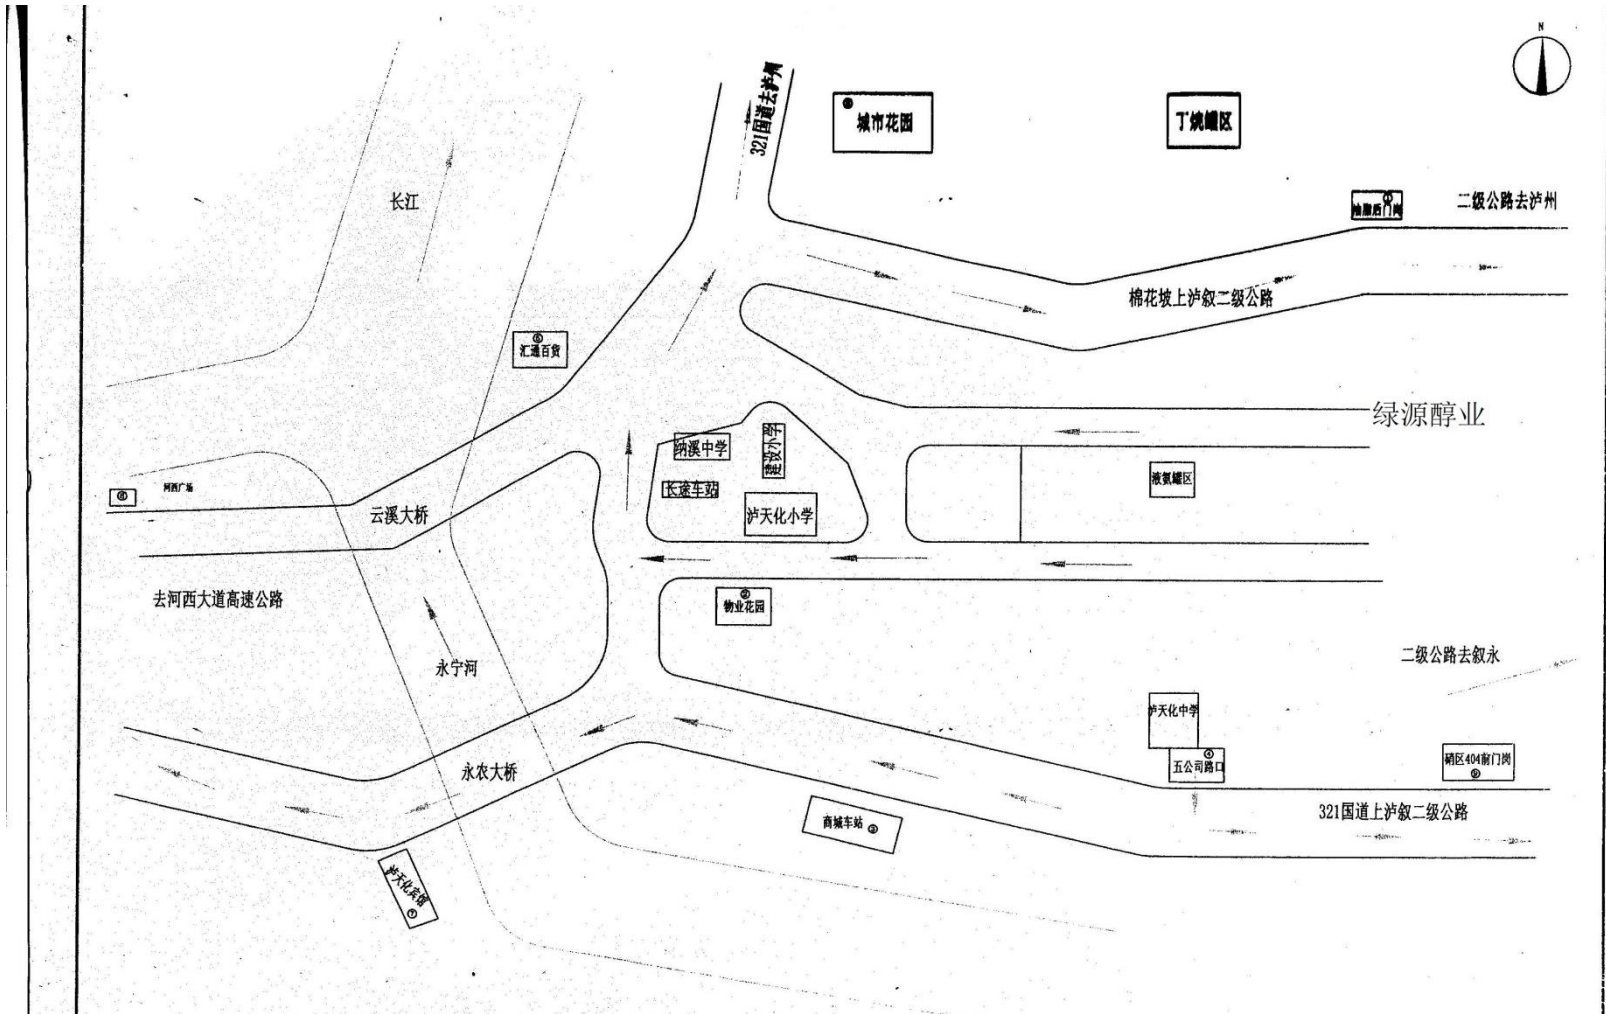 N
321国道去泸州
城市花园
丁烷罐区
长江
油脂后门岗
二级公路去泸州
棉花坡上泸叙二级公路
⑥
汇通百货
绿源醇业
纳溪中学
建设小学
长途车站
泸天化小学
液氨罐区
河西广场
云溪大桥
去河西大道高速公路
②
物业花园
永宁河
二级公路去叙永
泸天化中学
④
五公司路口
硝区404前门岗
⑨
永农大桥
商城车站 ③
321国道上泸叙二级公路
泸天化宾馆
⑦